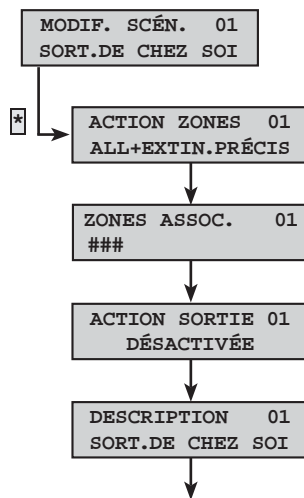 MODIF. SCÉN. 01
SORT.DE CHEZ SOI
*
ACTION ZONES 01
ALL+EXTIN.PRÉCIS
ZONES ASSOC. 01
###
ACTION SORTIE 01
DÉSACTIVÉE
DESCRIPTION 01
SORT.DE CHEZ SOI